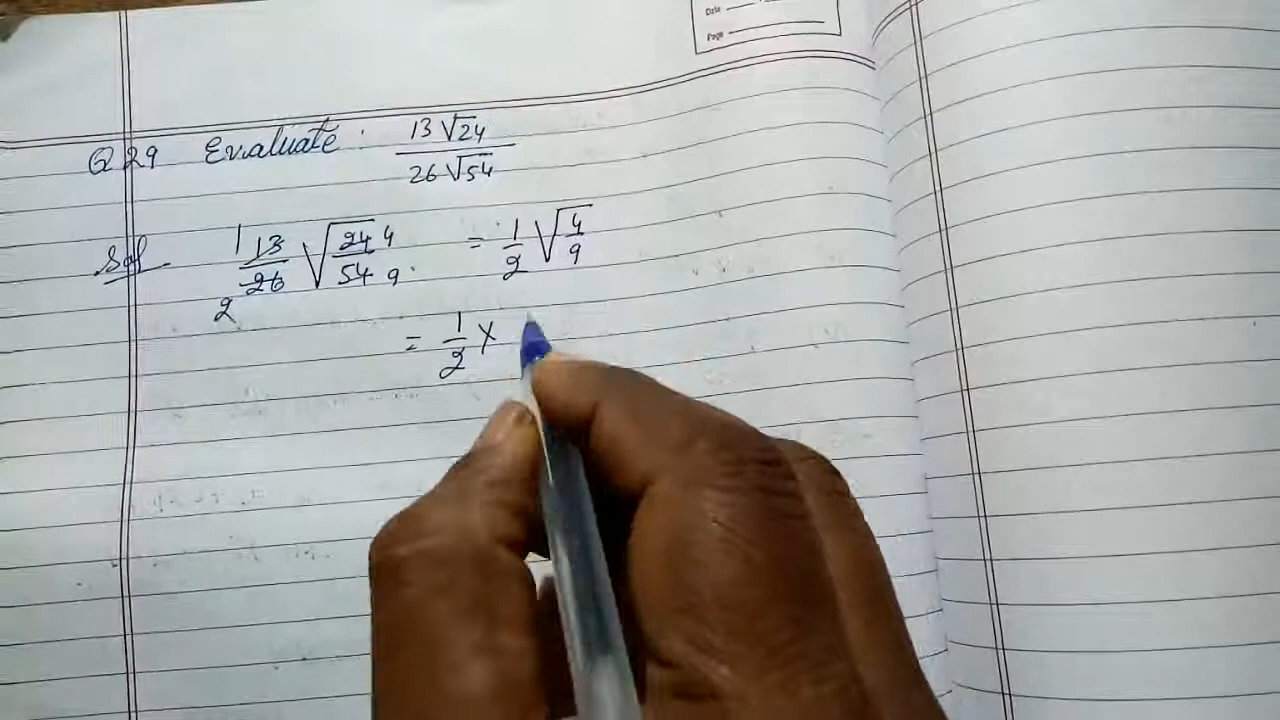 Date
Page
Q 29 Evaluate : 13√24 / 26√54
Sol 1 13/26 2 √24/54 4 9 = 1/2 √4/9
= 1/2 ×